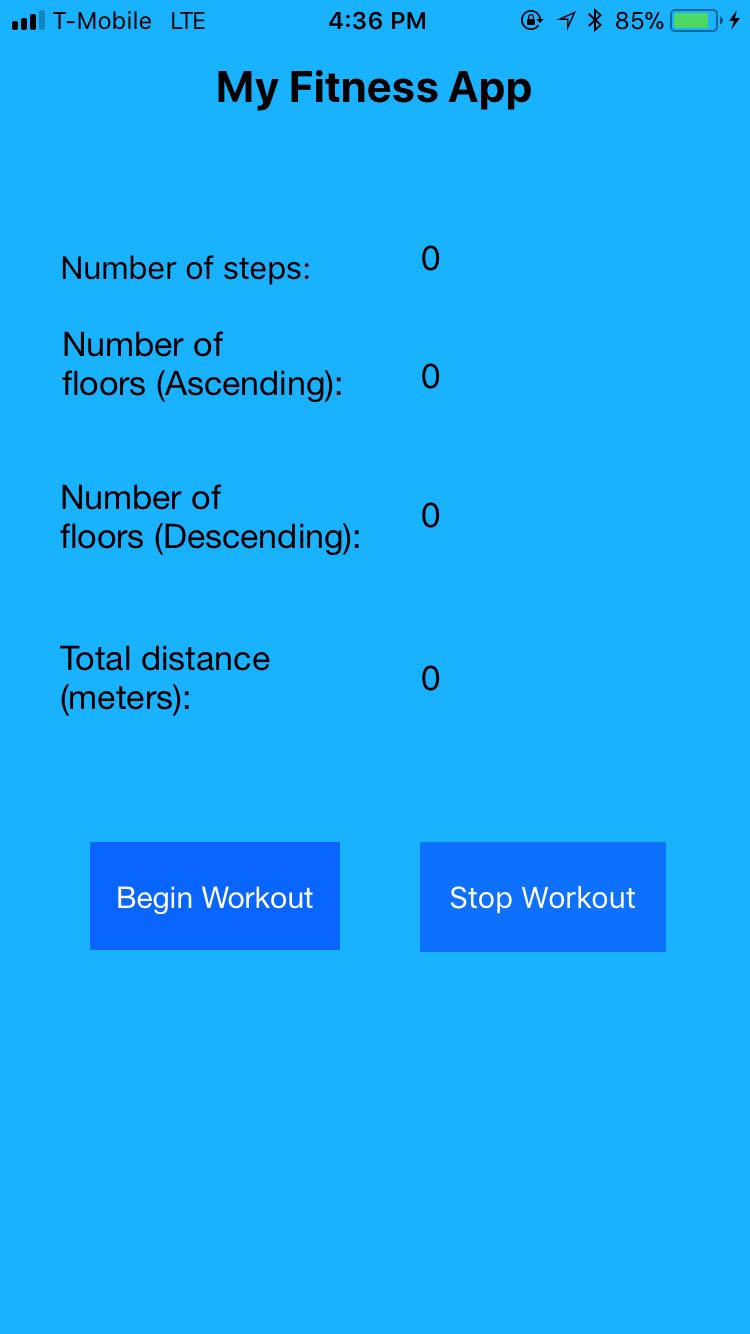 T-Mobile LTE 4:36 PM 85%
My Fitness App
Number of steps: 0
Number of
floors (Ascending): 0
Number of
floors (Descending): 0
Total distance
(meters): 0
Begin Workout Stop Workout